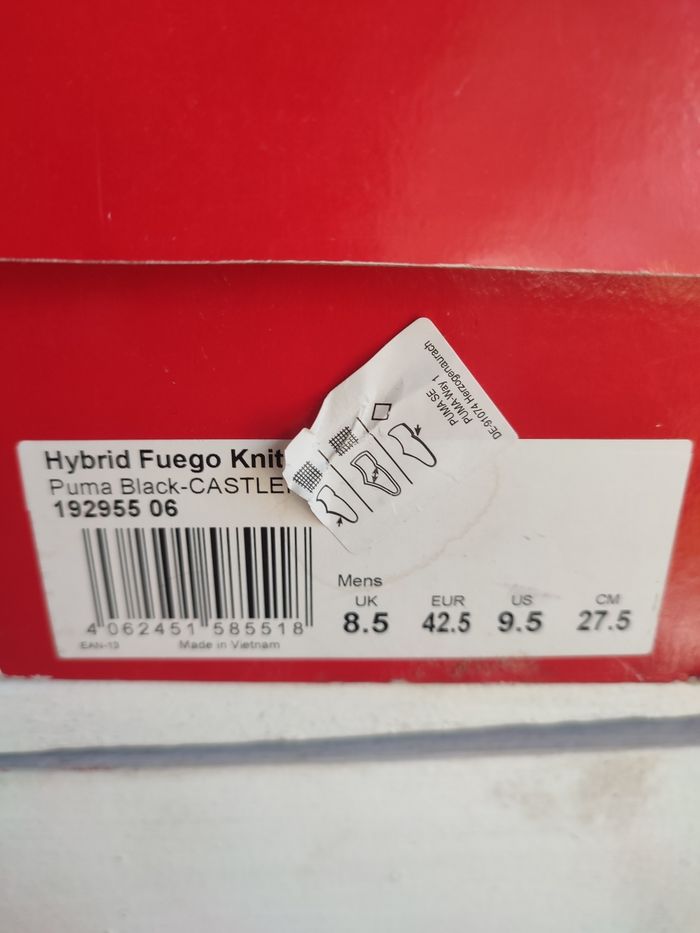 PUMA SE
PUMA-Way 1
DE-91074 Herzogenaurach
Hybrid Fuego Knit
Puma Black-CASTLE
192955 06
4 062451 585518
EAN-13
Made in Vietnam
Mens
UK EUR US CM
8.5 42.5 9.5 27.5